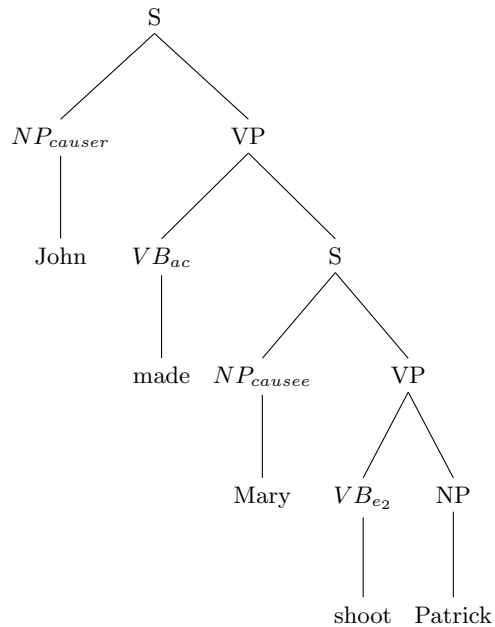 S
NP_causer VP
John VB_ac S
made NP_causee VP
Mary VB_e2 NP
shoot Patrick